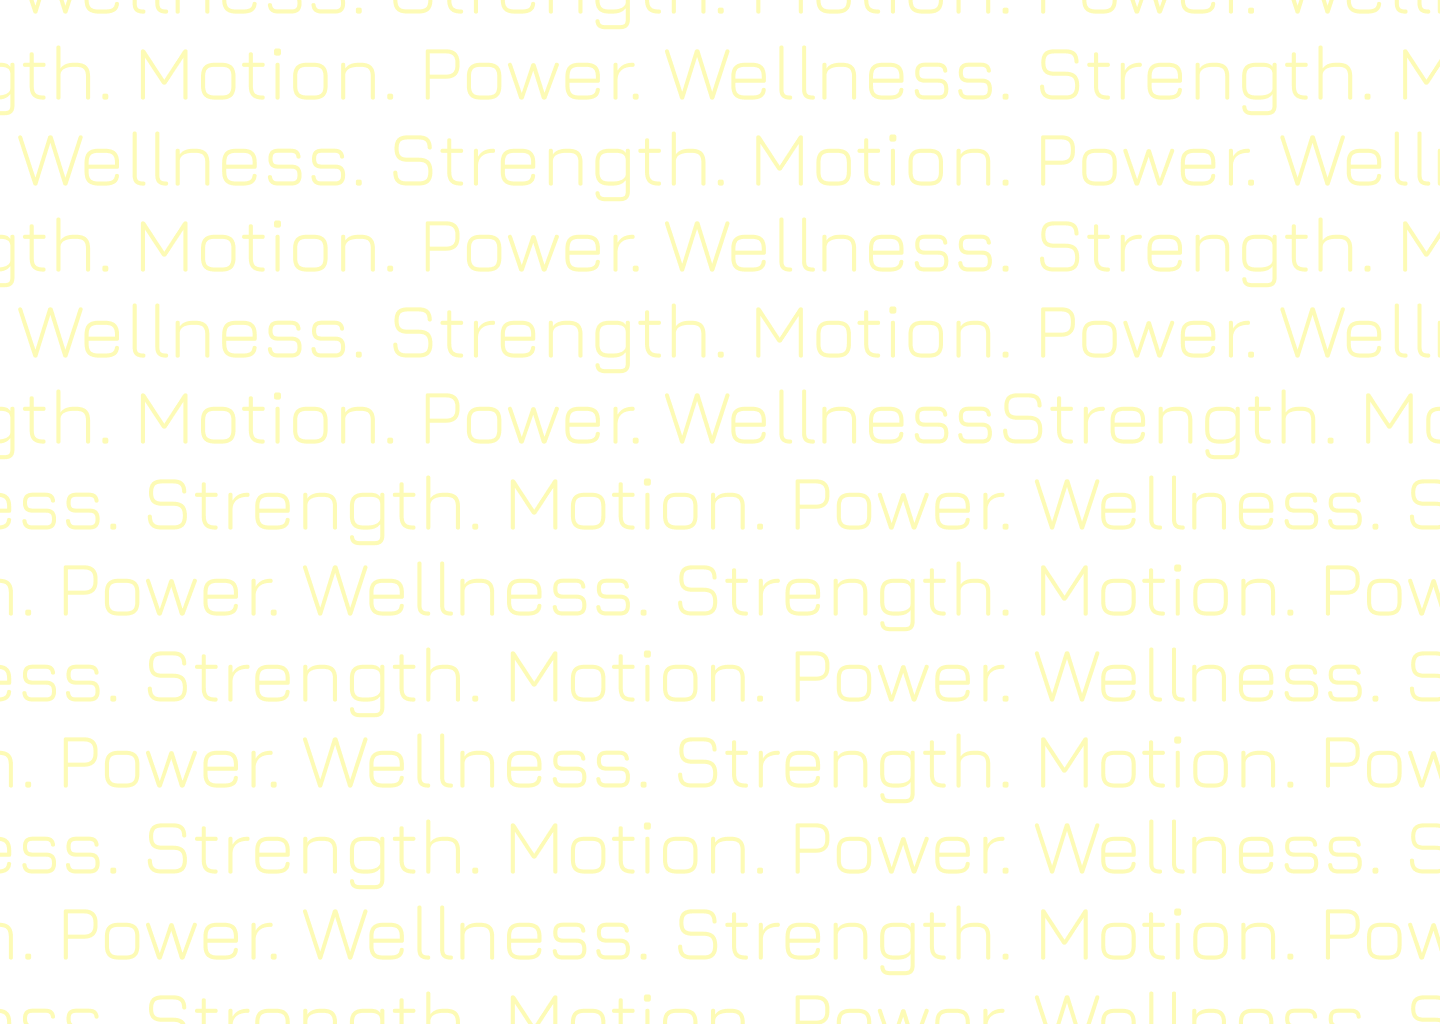 Wellness. Strength. Motion. Power. Well
gth. Motion. Power. Wellness. Strength. M
Wellness. Strength. Motion. Power. Welln
gth. Motion. Power. Wellness. Strength. M
Wellness. Strength. Motion. Power. Welln
gth. Motion. Power. WellnessStrength. Mo
ess. Strength. Motion. Power. Wellness. S
n. Power. Wellness. Strength. Motion. Pow
ess. Strength. Motion. Power. Wellness. S
n. Power. Wellness. Strength. Motion. Pow
ess. Strength. Motion. Power. Wellness. S
n. Power. Wellness. Strength. Motion. Pow
ess. Strength. Motion. Power. Wellness. S